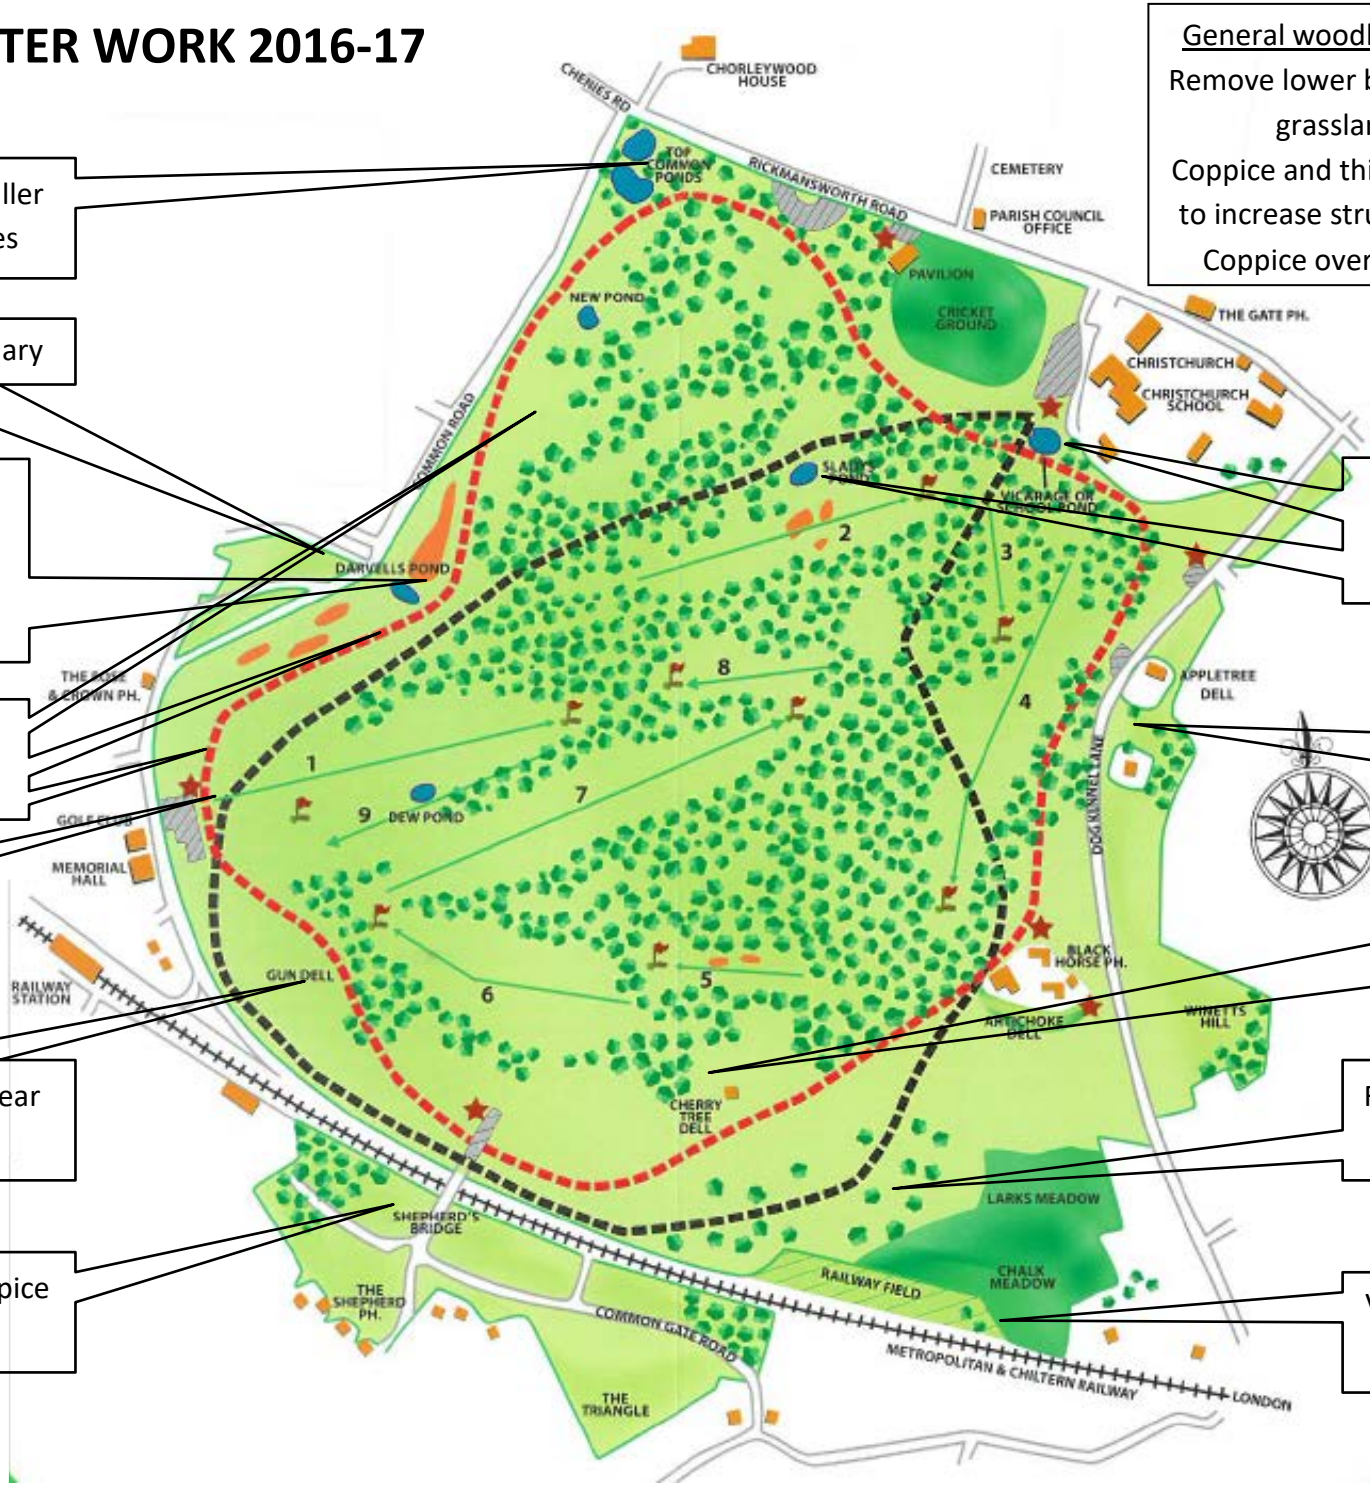 TER WORK 2016-17
General woodl
Remove lower b
grasslar
Coppice and thi
to increase stru
Coppice over
ller
es
ary
ear
pice
CHORLEYWOOD
HOUSE
CHENIES RD
TOP
COMMON
PONDS
RICKMANSWORTH ROAD
CEMETERY
PARISH COUNCIL
OFFICE
PAVILION
NEW POND
CRICKET
GROUND
THE GATE PH.
CHRISTCHURCH
CHRISTCHURCH
SCHOOL
COMMON ROAD
SLADES
POND
VICARAGE OR
SCHOOL POND
2
3
DARVELLS POND
THE ROSE
& CROWN PH.
8
4
APPLETREE
DELL
1
7
9
DEW POND
DOG KENNEL LANE
GOLF CLUB
MEMORIAL
HALL
BLACK
HORSE PH.
GUN DELL
RAILWAY
STATION
5
6
ARTICHOKE
DELL
WINETTS
HILL
CHERRY
TREE
DELL
F
LARKS MEADOW
SHEPHERD'S
BRIDGE
CHALK
MEADOW
RAILWAY FIELD
THE
SHEPHERD
PH.
COMMON GATE ROAD
METROPOLITAN & CHILTERN RAILWAY
LONDON
THE
TRIANGLE